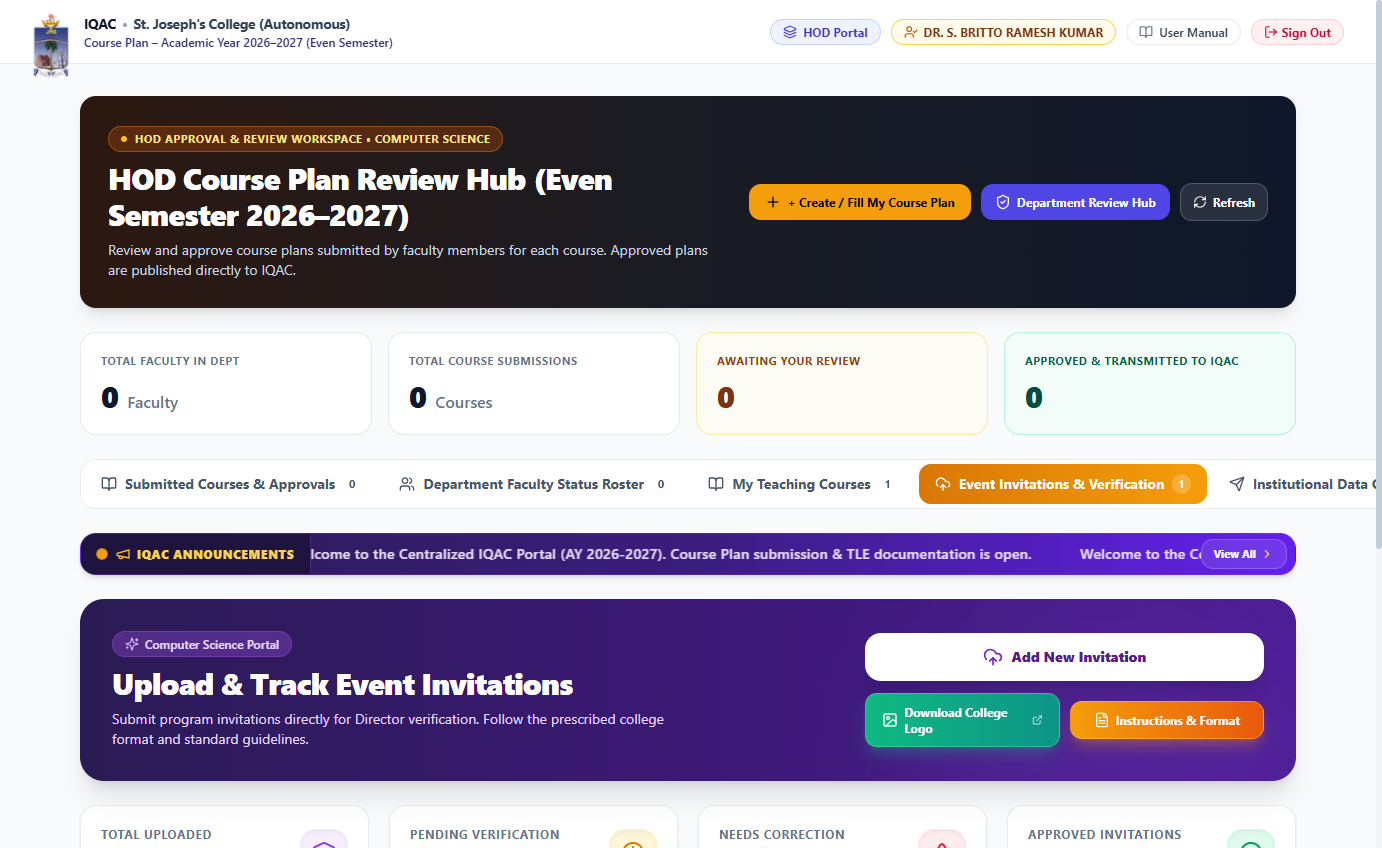 IQAC • St. Joseph's College (Autonomous)
Course Plan – Academic Year 2026–2027 (Even Semester)
HOD Portal
DR. S. BRITTO RAMESH KUMAR
User Manual
Sign Out
HOD APPROVAL & REVIEW WORKSPACE • COMPUTER SCIENCE
HOD Course Plan Review Hub (Even
Semester 2026–2027)
Review and approve course plans submitted by faculty members for each course. Approved plans
are published directly to IQAC.
+ Create / Fill My Course Plan
Department Review Hub
Refresh
TOTAL FACULTY IN DEPT
0 Faculty
TOTAL COURSE SUBMISSIONS
0 Courses
AWAITING YOUR REVIEW
0
APPROVED & TRANSMITTED TO IQAC
0
Submitted Courses & Approvals 0
Department Faculty Status Roster 0
My Teaching Courses 1
Event Invitations & Verification 1
Institutional Data
IQAC ANNOUNCEMENTS
lcome to the Centralized IQAC Portal (AY 2026-2027). Course Plan submission & TLE documentation is open.
Welcome to the
View All
Computer Science Portal
Upload & Track Event Invitations
Submit program invitations directly for Director verification. Follow the prescribed college
format and standard guidelines.
Add New Invitation
Download College
Logo
Instructions & Format
TOTAL UPLOADED
PENDING VERIFICATION
NEEDS CORRECTION
APPROVED INVITATIONS